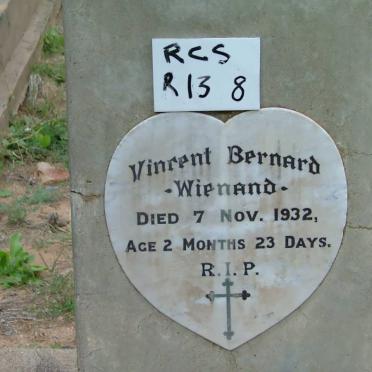 RCS
R13 8
Vincent Bernard
-Wienand-
Died 7 Nov. 1932,
Age 2 Months 23 Days.
R.I.P.